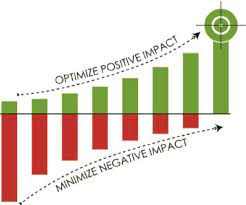 OPTIMIZE POSITIVE IMPACT
MINIMIZE NEGATIVE IMPACT